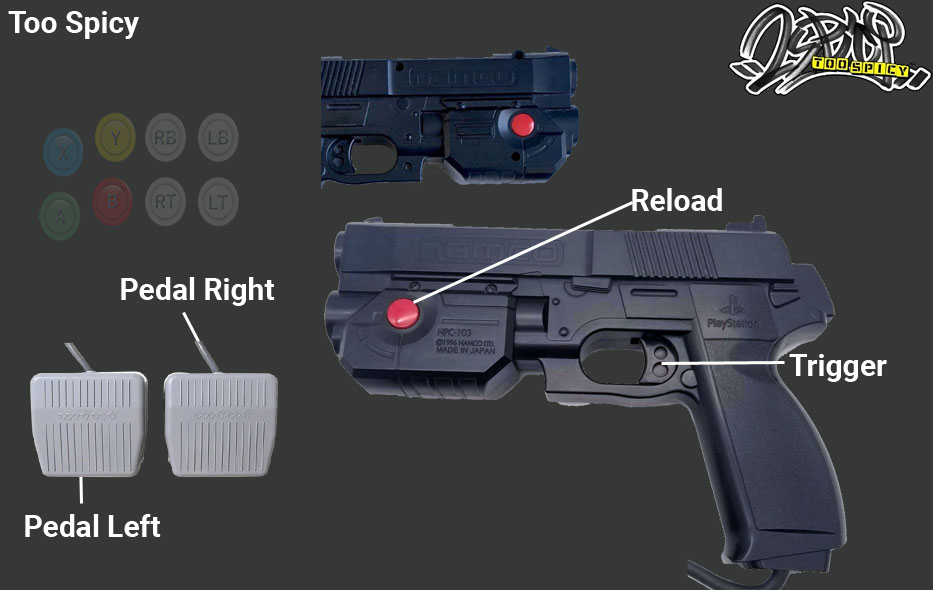 Too Spicy
TOO SPICY
namco
X
Y
RB
LB
A
B
RT
LT
Reload
namco
Pedal Right
NPC-103
©1996 NAMCO LTD.
MADE IN JAPAN
PlayStation
Trigger
Pedal Left